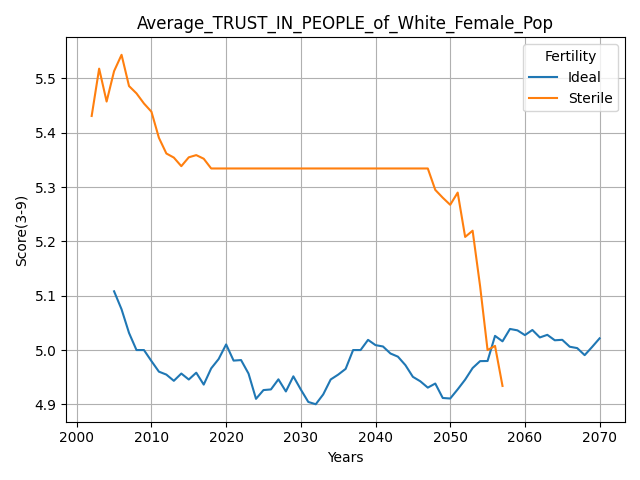 Average_TRUST_IN_PEOPLE_of_White_Female_Pop
Fertility
Ideal
Sterile
Score(3-9)
5.5
5.4
5.3
5.2
5.1
5.0
4.9
2000 2010 2020 2030 2040 2050 2060 2070
Years